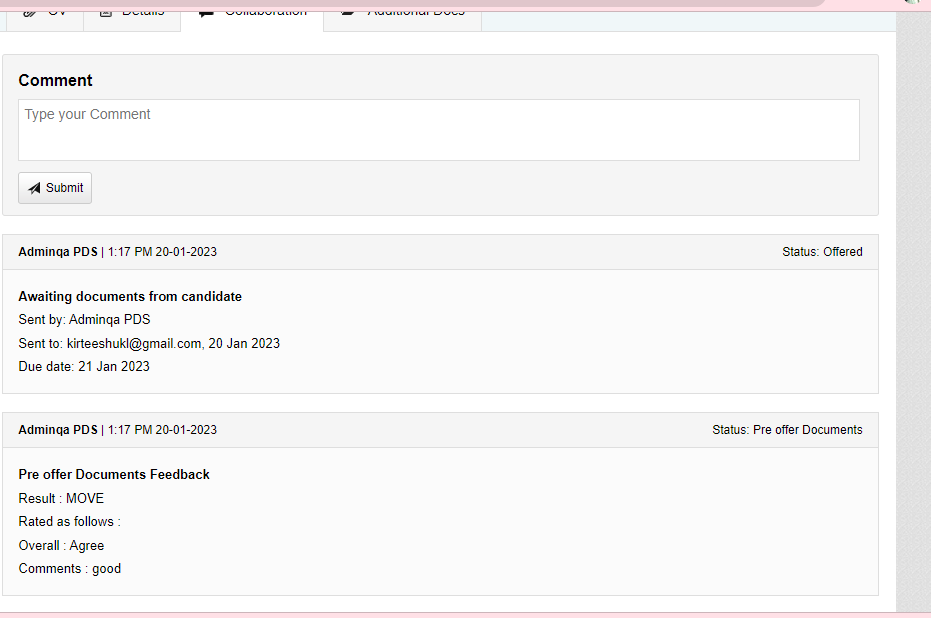 CV Details Collaboration Additional Docs
Comment
Type your Comment
Submit
Adminqa PDS | 1:17 PM 20-01-2023 Status: Offered
Awaiting documents from candidate
Sent by: Adminqa PDS
Sent to: kirteeshukl@gmail.com, 20 Jan 2023
Due date: 21 Jan 2023
Adminqa PDS | 1:17 PM 20-01-2023 Status: Pre offer Documents
Pre offer Documents Feedback
Result : MOVE
Rated as follows :
Overall : Agree
Comments : good